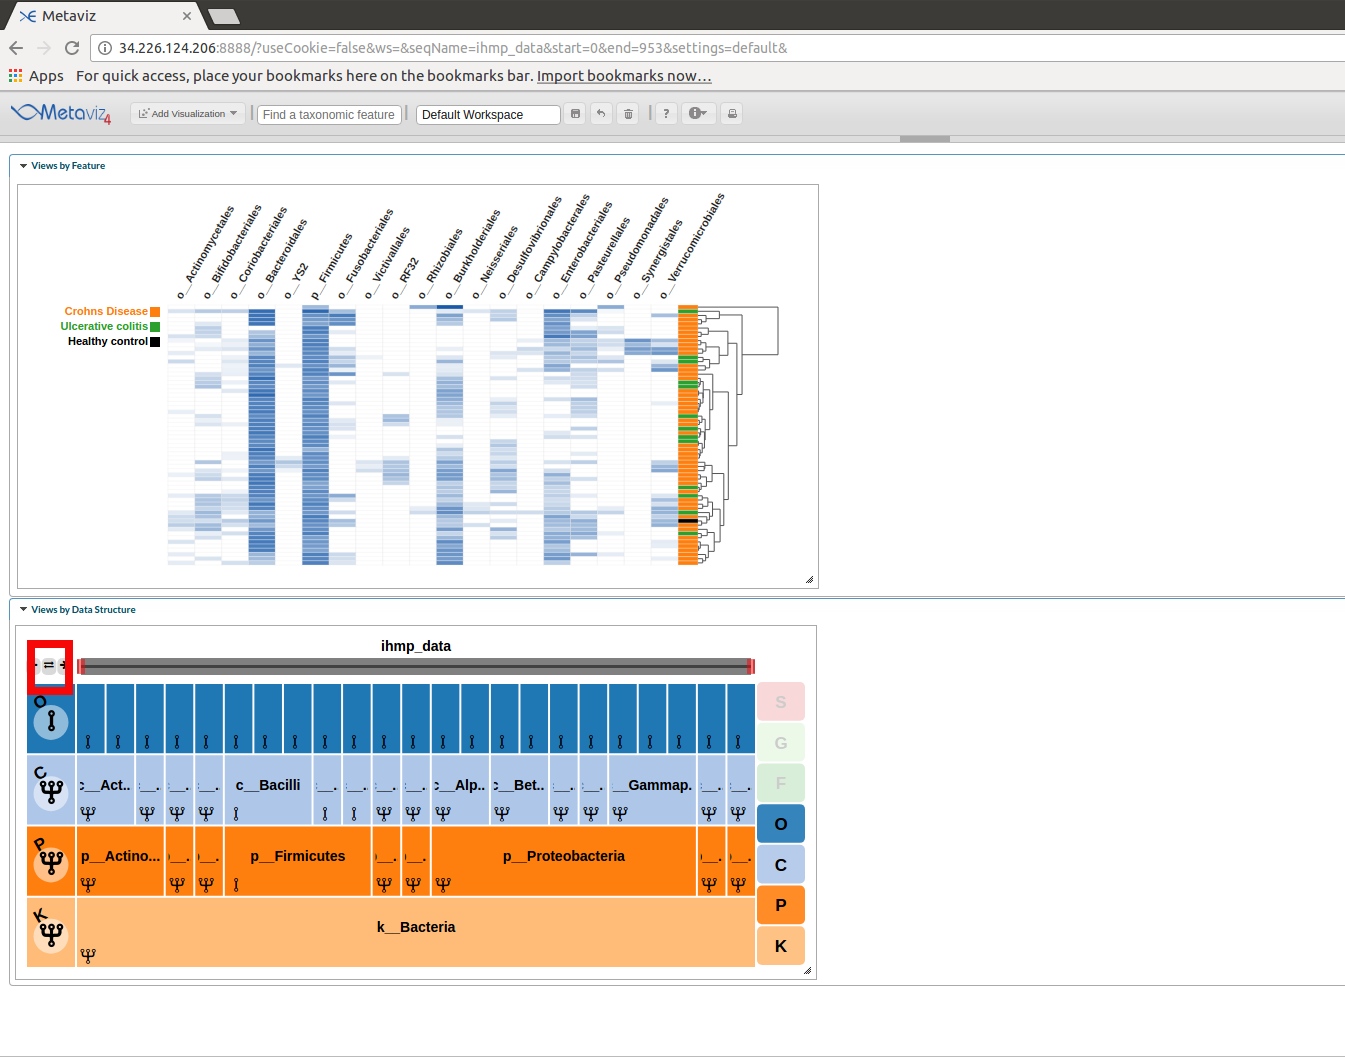 Metaviz
34.226.124.206:8888/?useCookie=false&ws=&seqName=ihmp_data&start=0&end=953&settings=default&
Apps For quick access, place your bookmarks here on the bookmarks bar. Import bookmarks now...
Metaviz4 Add Visualization Find a taxonomic feature Default Workspace ?
Views by Feature
o__Actinomycetales
o__Bifidobacteriales
o__Coriobacteriales
o__Bacteroidales
o__YS2
p__Firmicutes
o__Fusobacteriales
o__Victivallales
o__RF32
o__Rhizobiales
o__Burkholderiales
o__Neisseriales
o__Desulfovibrionales
o__Campylobacterales
o__Enterobacteriales
o__Pasteurellales
o__Pseudomonadales
o__Synergistales
o__Verrucomicrobiales
Crohns Disease
Ulcerative colitis
Healthy control
Views by Data Structure
ihmp_data
O S
G
C c__Act.. c__Bacilli c__Alp.. c__Bet.. __Gammap. F
O
P p__Actino... p__Firmicutes p__Proteobacteria C
P
K k__Bacteria K